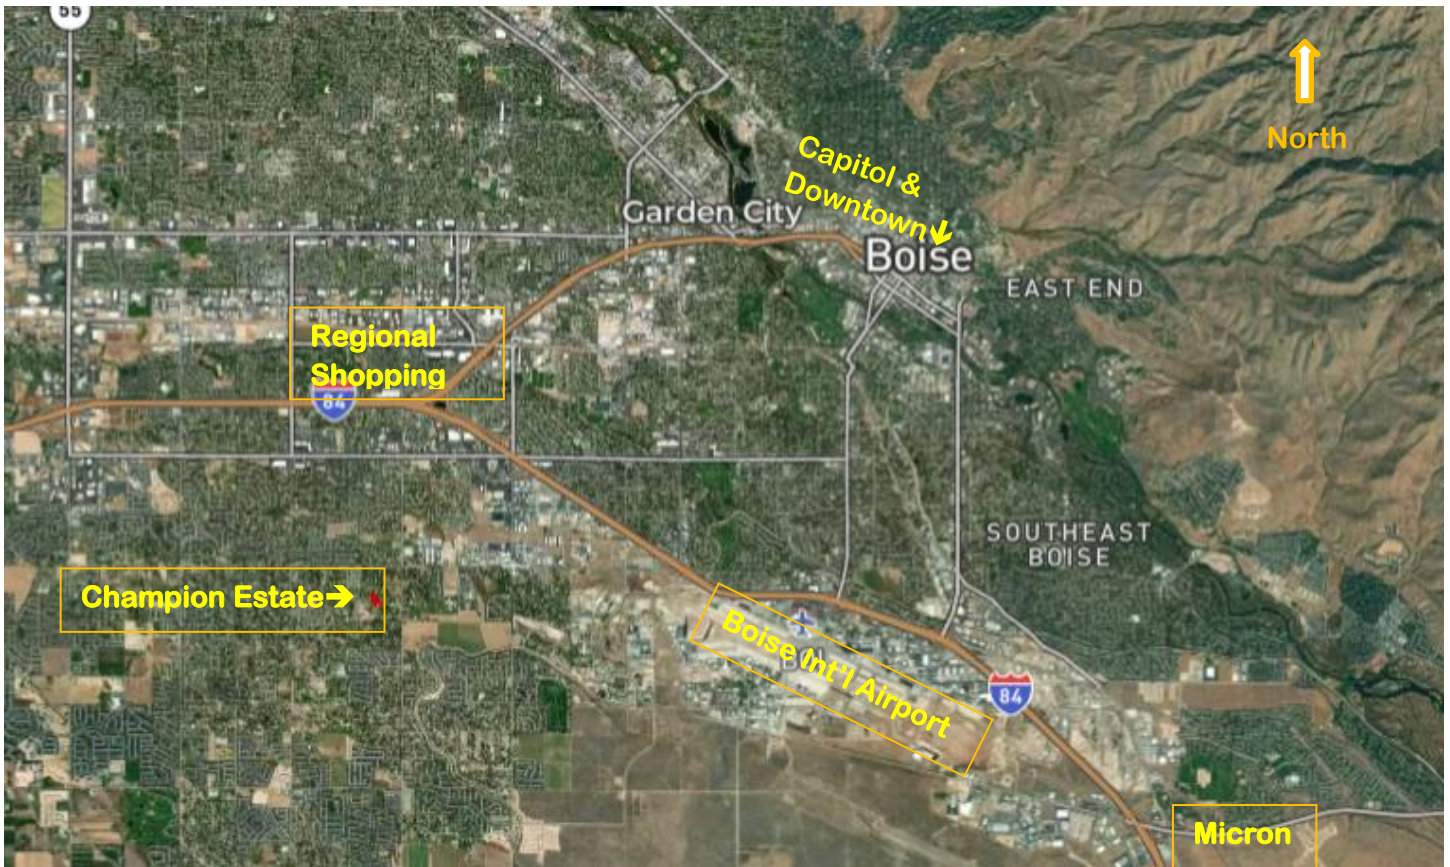 55
North
Capitol &
Downtown↓
Garden City
Boise
EAST END
Regional
Shopping
84
SOUTHEAST
BOISE
Champion Estate→
Boise Int'l Airport
84
Micron